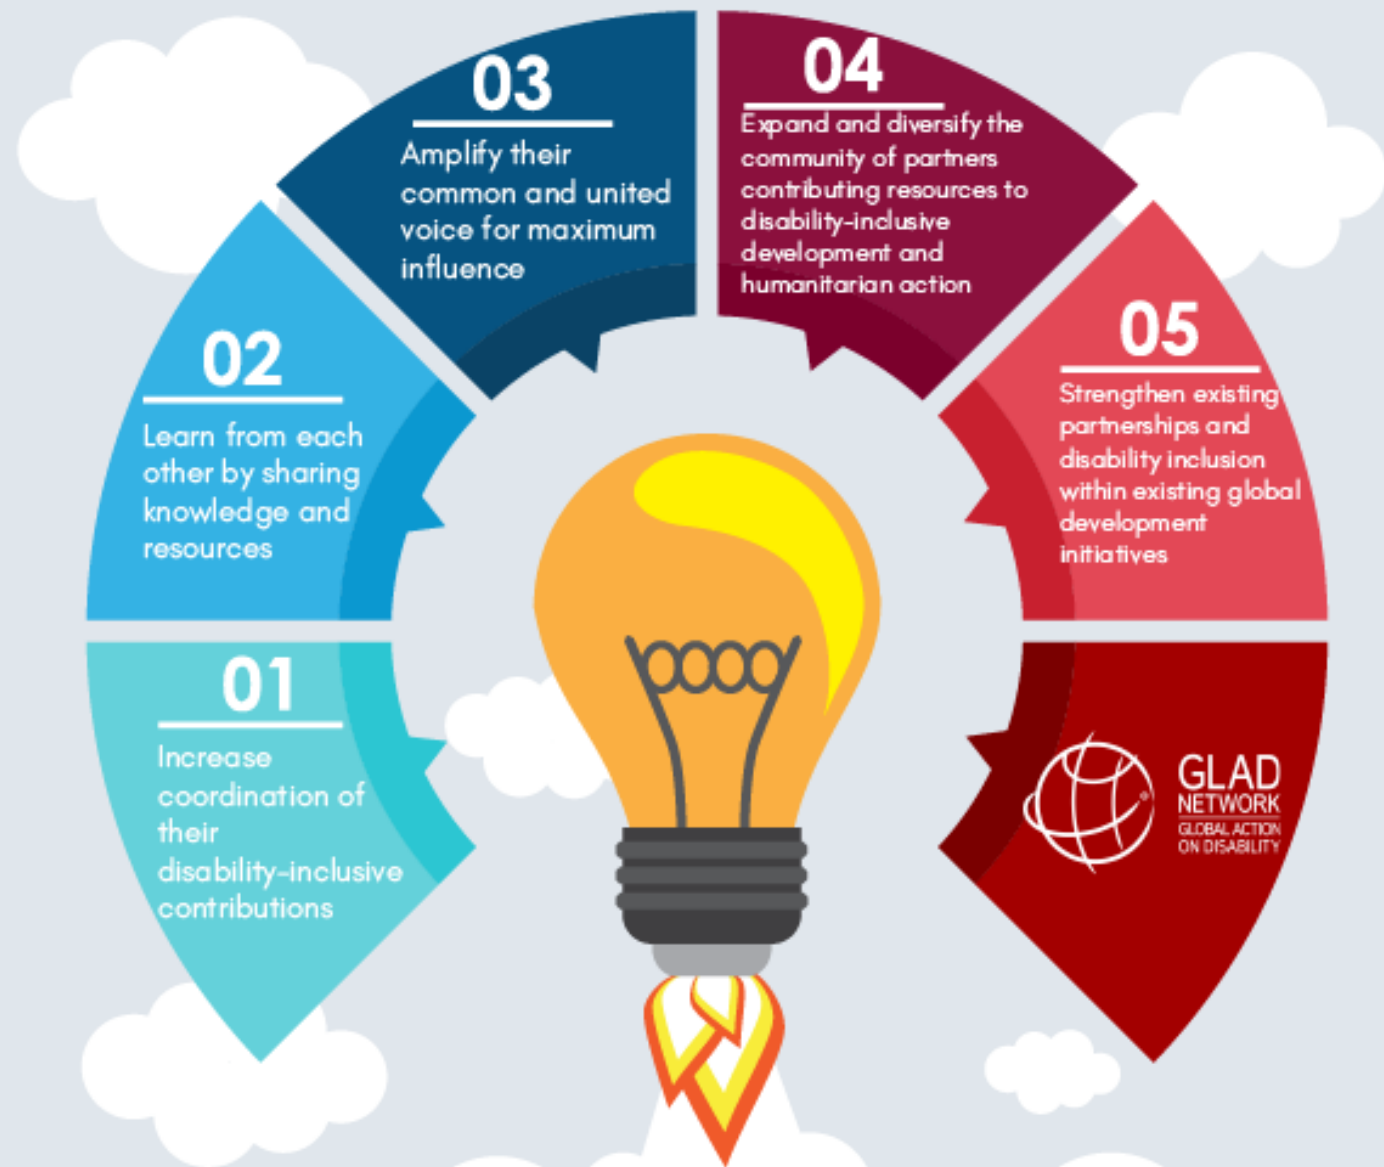 01
Increase
coordination of
their
disability-inclusive
contributions
02
Learn from each
other by sharing
knowledge and
resources
03
Amplify their
common and united
voice for maximum
influence
04
Expand and diversify the
community of partners
contributing resources to
disability-inclusive
development and
humanitarian action
05
Strengthen existing
partnerships and
disability inclusion
within existing global
development
initiatives
GLAD
NETWORK
GLOBAL ACTION
ON DISABILITY